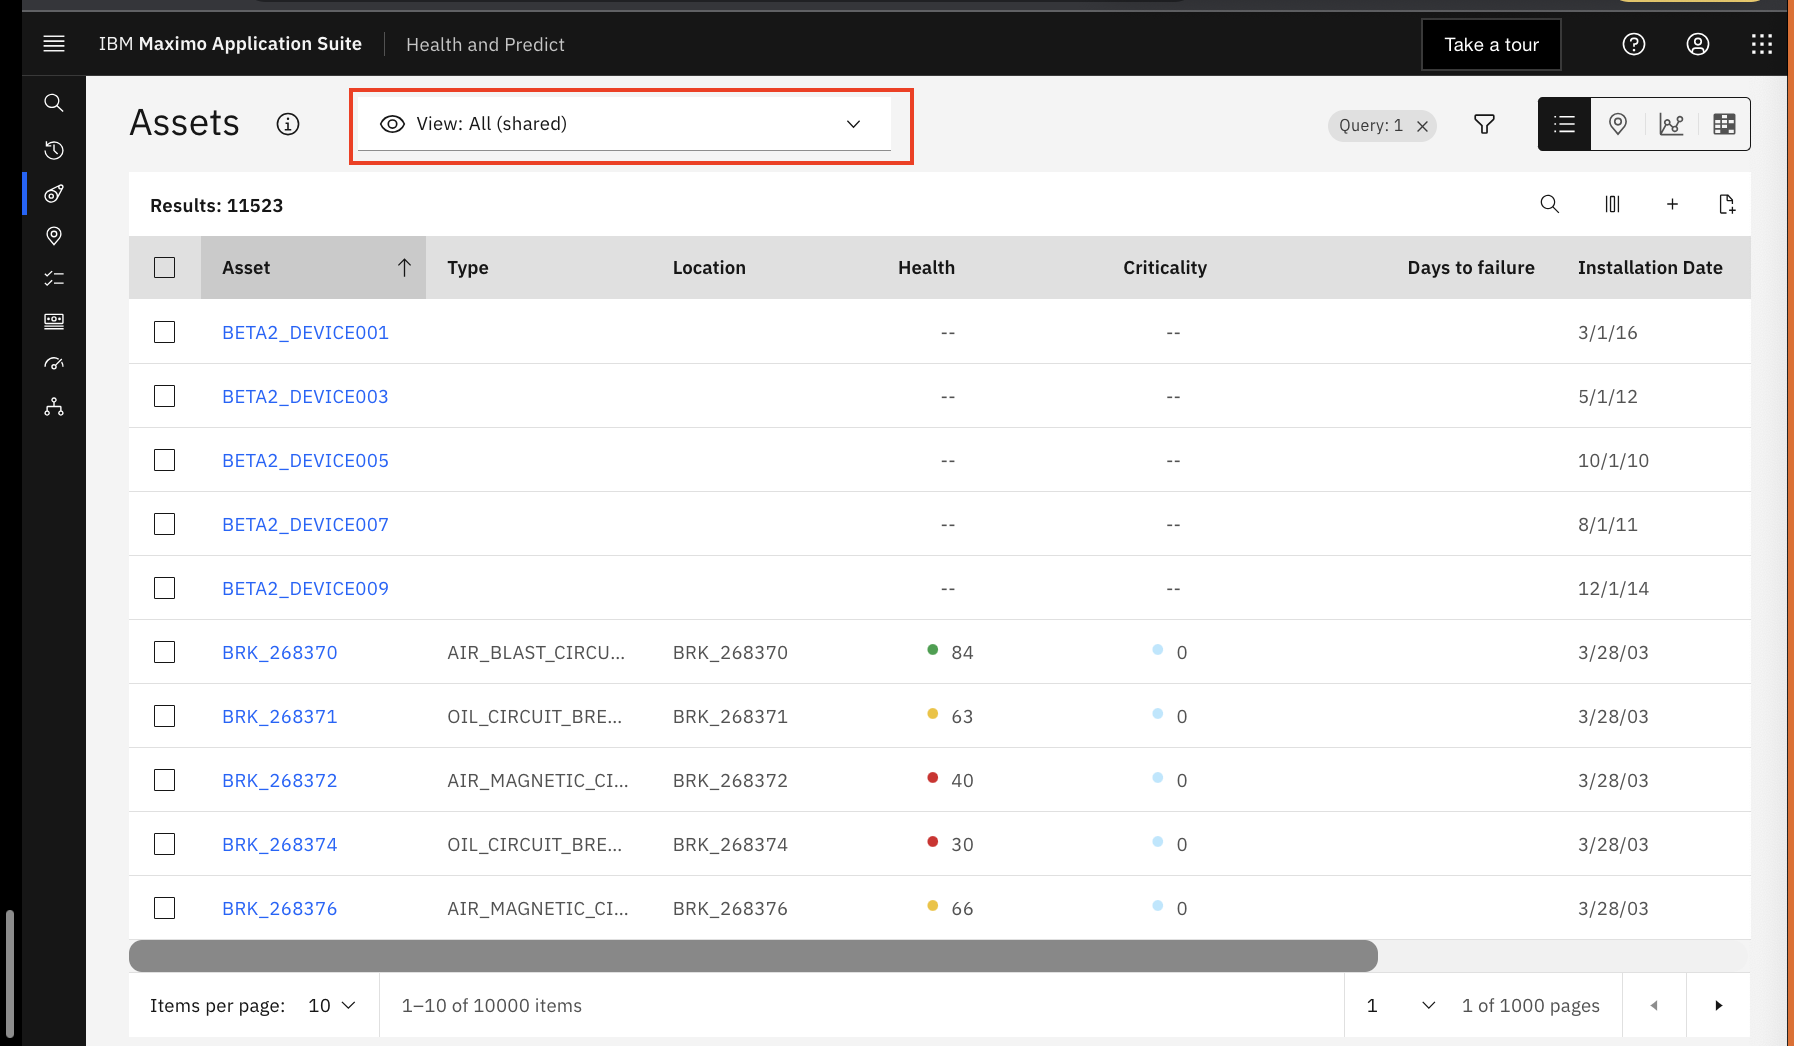 IBM Maximo Application Suite Health and Predict Take a tour
Assets View: All (shared) Query: 1
Results: 11523
Asset Type Location Health Criticality Days to failure Installation Date
BETA2_DEVICE001 -- -- 3/1/16
BETA2_DEVICE003 -- -- 5/1/12
BETA2_DEVICE005 -- -- 10/1/10
BETA2_DEVICE007 -- -- 8/1/11
BETA2_DEVICE009 -- -- 12/1/14
BRK_268370 AIR_BLAST_CIRCU... BRK_268370 84 0 3/28/03
BRK_268371 OIL_CIRCUIT_BRE... BRK_268371 63 0 3/28/03
BRK_268372 AIR_MAGNETIC_CI... BRK_268372 40 0 3/28/03
BRK_268374 OIL_CIRCUIT_BRE... BRK_268374 30 0 3/28/03
BRK_268376 AIR_MAGNETIC_CI... BRK_268376 66 0 3/28/03
Items per page: 10 1–10 of 10000 items 1 1 of 1000 pages